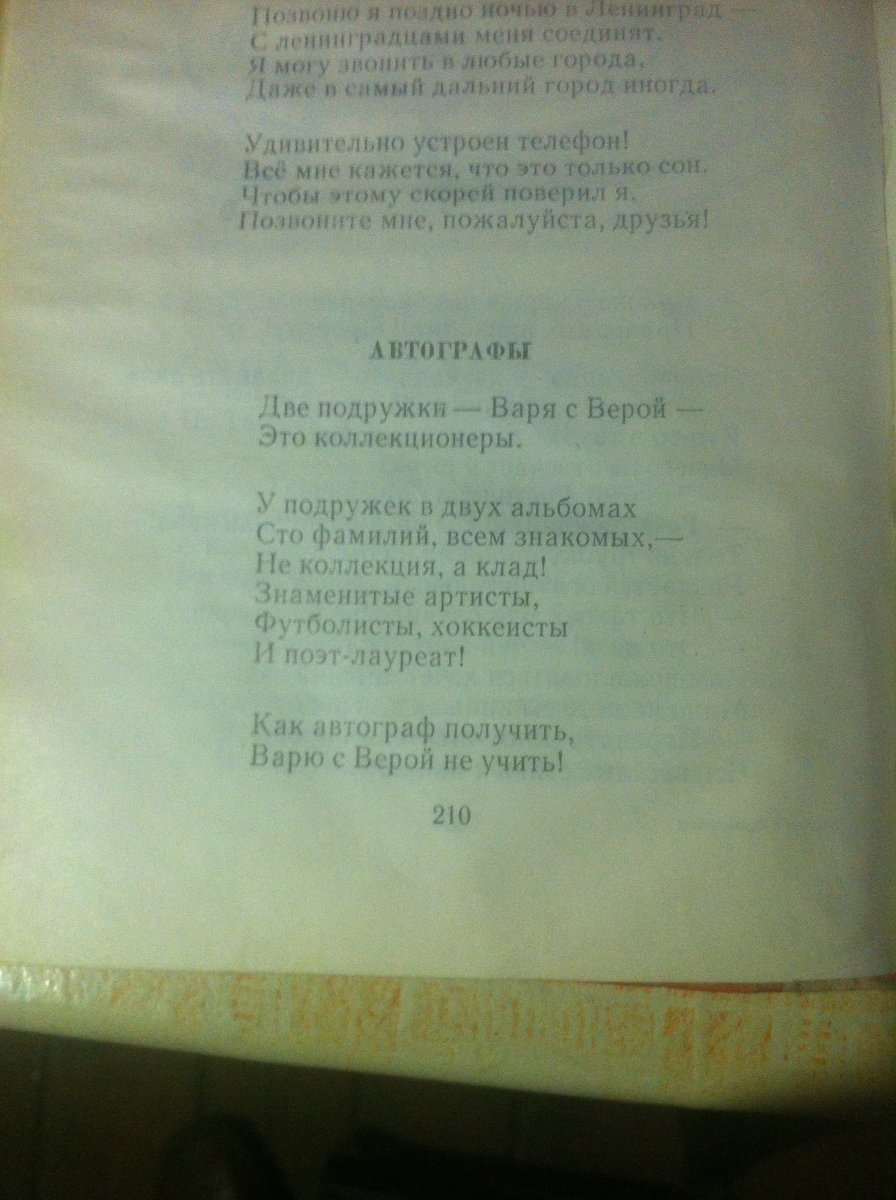 Позвоню я поздно ночью в Ленинград —
С ленинградцами меня соединят.
Я могу звонить в любые города,
Даже в самый дальний город иногда.
Удивительно устроен телефон!
Всё мне кажется, что это только сон.
Чтобы этому скорей поверил я,
Позвоните мне, пожалуйста, друзья!
АВТОГРАФЫ
Две подружки — Варя с Верой —
Это коллекционеры.
У подружек в двух альбомах
Сто фамилий, всем знакомых,—
Не коллекция, а клад!
Знаменитые артисты,
Футболисты, хоккеисты
И поэт-лауреат!
Как автограф получить,
Варю с Верой не учить!
210